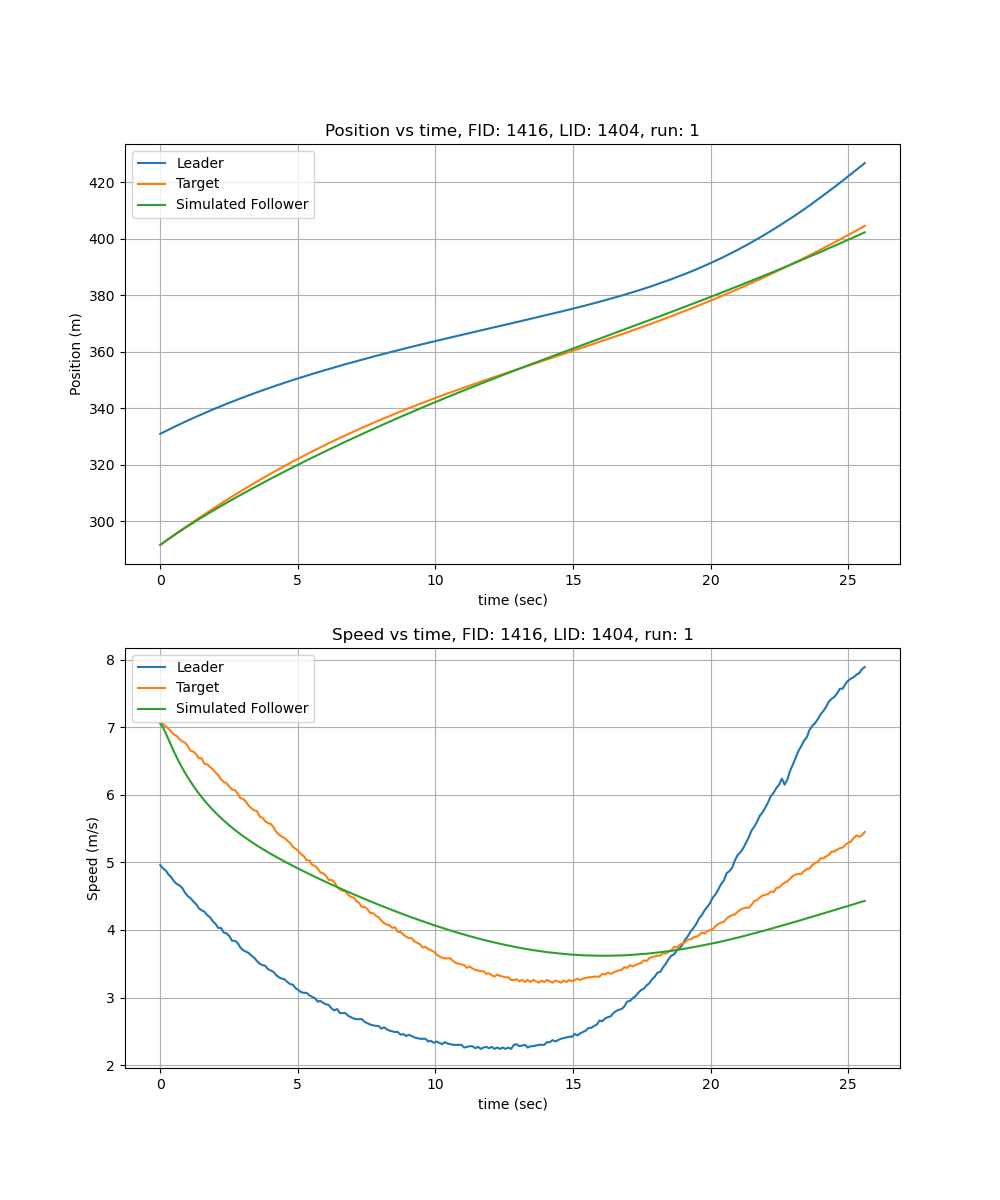 Position vs time, FID: 1416, LID: 1404, run: 1
Leader
Target
Simulated Follower
Position (m)
420
400
380
360
340
320
300
0 5 10 15 20 25
time (sec)
Speed vs time, FID: 1416, LID: 1404, run: 1
Leader
Target
Simulated Follower
Speed (m/s)
8
7
6
5
4
3
2
0 5 10 15 20 25
time (sec)